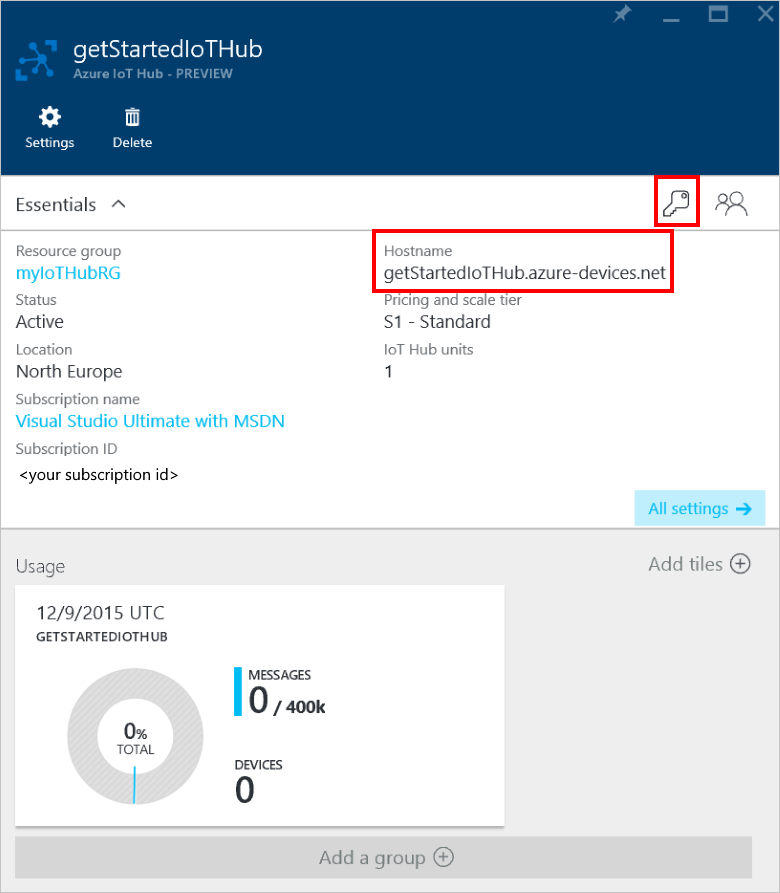 getStartedIoTHub
Azure IoT Hub - PREVIEW
Settings
Delete
Essentials
Resource group
myIoTHubRG
Status
Active
Location
North Europe
Subscription name
Visual Studio Ultimate with MSDN
Subscription ID
<your subscription id>
Hostname
getStartedIoTHub.azure-devices.net
Pricing and scale tier
S1 - Standard
IoT Hub units
1
All settings
Usage
Add tiles
12/9/2015 UTC
GETSTARTEDIOTHUB
0%
TOTAL
MESSAGES
0 / 400k
DEVICES
0
Add a group